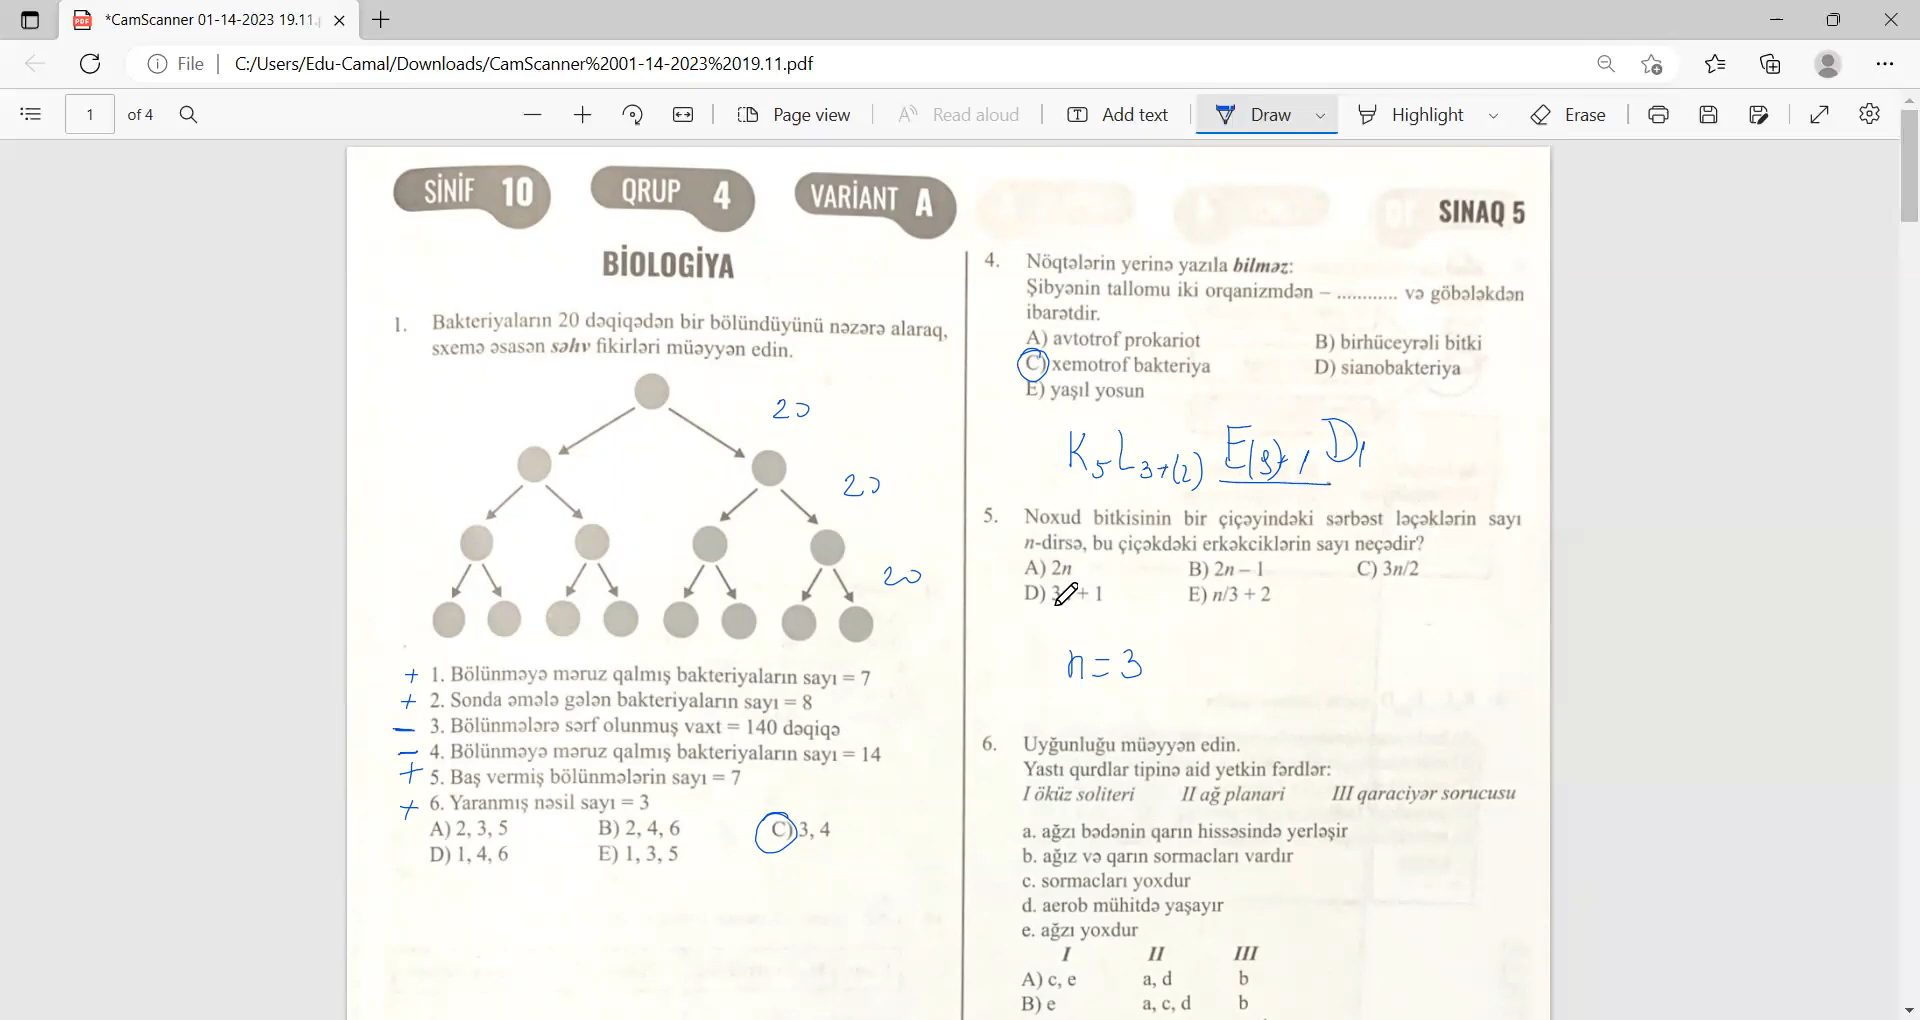 *CamScanner 01-14-2023 19.11.
File
C:/Users/Edu-Camal/Downloads/CamScanner%2001-14-2023%2019.11.pdf
1 of 4
Page view
Read aloud
Add text
Draw
Highlight
Erase
SİNİF 10
QRUP 4
VARİANT A
SINAQ 5
BİOLOGİYA
1. Bakteriyaların 20 dəqiqədən bir bölündüyünü nəzərə alaraq,
sxemə əsasən səhv fikirləri müəyyən edin.
20
20
20
+ 1. Bölünməyə məruz qalmış bakteriyaların sayı = 7
+ 2. Sonda əmələ gələn bakteriyaların sayı = 8
– 3. Bölünmələrə sərf olunmuş vaxt = 140 dəqiqə
– 4. Bölünməyə məruz qalmış bakteriyaların sayı = 14
+ 5. Baş vermiş bölünmələrin sayı = 7
+ 6. Yaranmış nəsil sayı = 3
A) 2, 3, 5 B) 2, 4, 6 C) 3, 4
D) 1, 4, 6 E) 1, 3, 5
4. Nöqtələrin yerinə yazıla bilməz:
Şibyənin tallomu iki orqanizmdən – ............ və göbələkdən
ibarətdir.
A) avtotrof prokariot B) birhüceyrəli bitki
C) xemotrof bakteriya D) sianobakteriya
E) yaşıl yosun
5. Noxud bitkisinin bir çiçəyindəki sərbəst ləçəklərin sayı
n-dirsə, bu çiçəkdəki erkəkciklərin sayı neçədir?
A) 2n B) 2n – 1 C) 3n/2
D) 3 + 1 E) n/3 + 2
n = 3
6. Uyğunluğu müəyyən edin.
Yastı qurdlar tipinə aid yetkin fərdlər:
I öküz soliteri II ağ planari III qaraciyər sorucusu
a. ağzı bədənin qarın hissəsində yerləşir
b. ağız və qarın sormacları vardır
c. sormacları yoxdur
d. aerob mühitdə yaşayır
e. ağzı yoxdur
I II III
A) c, e a, d b
B) e a, c, d b